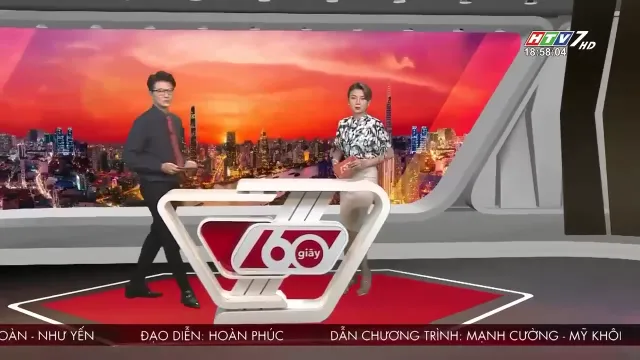 HTV7 HD
18:58:04
60 giây
OÀN - NHƯ YẾN ĐẠO DIỄN: HOÀN PHÚC DẪN CHƯƠNG TRÌNH: MẠNH CƯỜNG - MỸ KHÔI